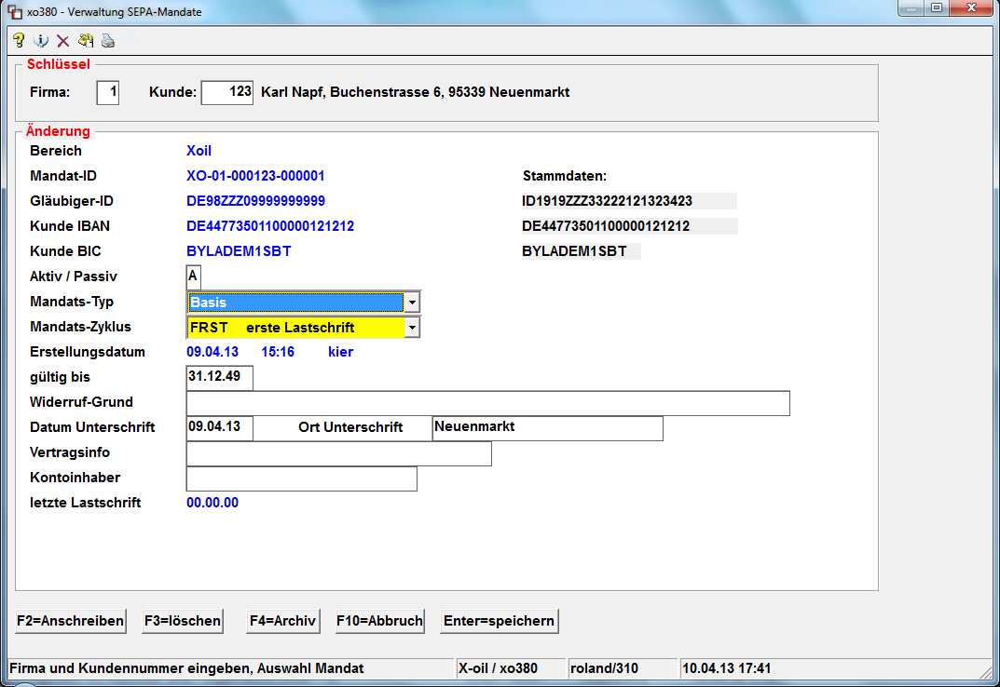 xo380 - Verwaltung SEPA-Mandate
Schlüssel
Firma: 1 Kunde: 123 Karl Napf, Buchenstrasse 6, 95339 Neuenmarkt
Änderung
Bereich Xoil
Mandat-ID XO-01-000123-000001 Stammdaten:
Gläubiger-ID DE98ZZZ09999999999 ID1919ZZZ33222121323423
Kunde IBAN DE44773501100000121212 DE44773501100000121212
Kunde BIC BYLADEM1SBT BYLADEM1SBT
Aktiv / Passiv A
Mandats-Typ Basis
Mandats-Zyklus FRST erste Lastschrift
Erstellungsdatum 09.04.13 15:16 kier
gültig bis 31.12.49
Widerruf-Grund
Datum Unterschrift 09.04.13 Ort Unterschrift Neuenmarkt
Vertragsinfo
Kontoinhaber
letzte Lastschrift 00.00.00
F2=Anschreiben F3=löschen F4=Archiv F10=Abbruch Enter=speichern
Firma und Kundennummer eingeben, Auswahl Mandat X-oil / xo380 roland/310 10.04.13 17:41